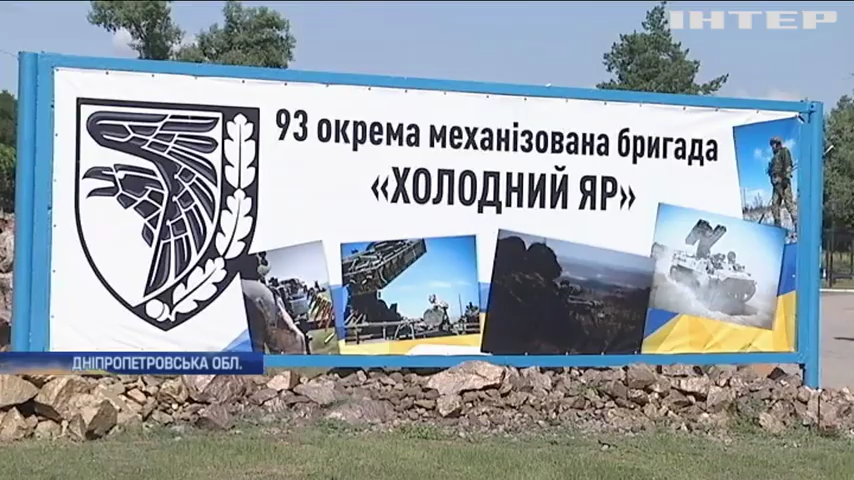 ІНТЕР
93 окрема механізована бригада
«ХОЛОДНИЙ ЯР»
ДНІПРОПЕТРОВСЬКА ОБЛ.